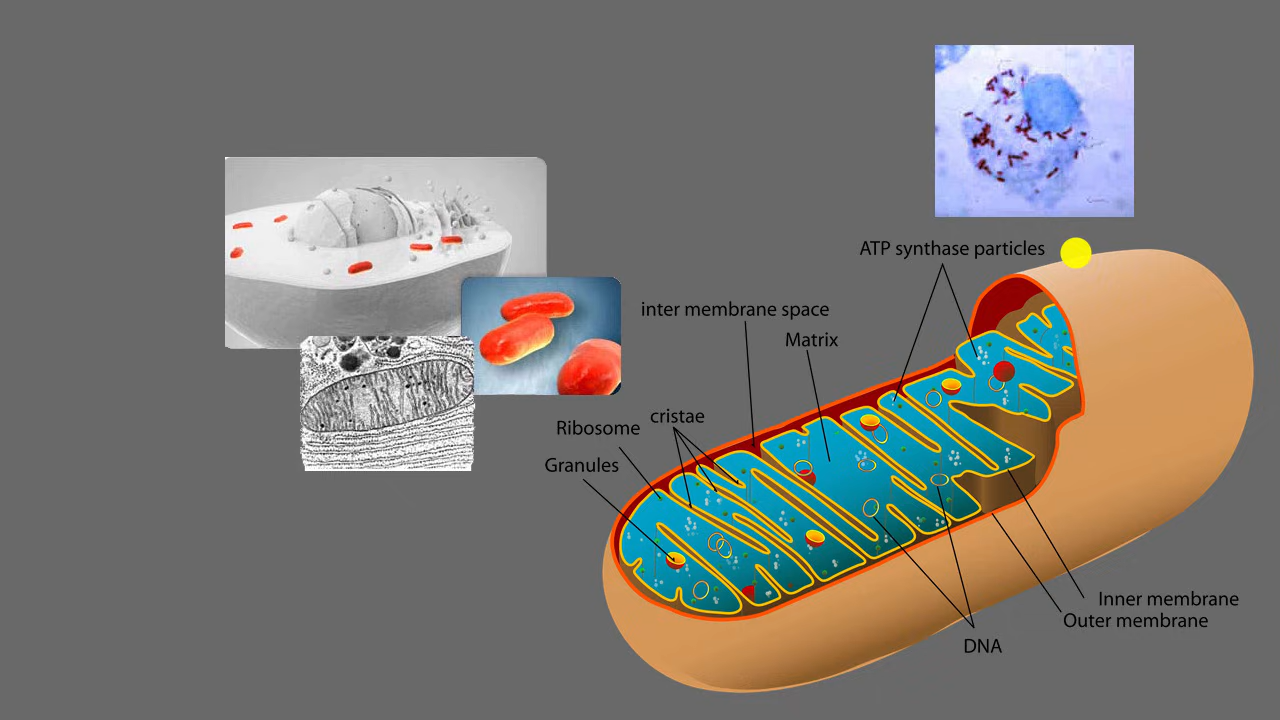 ATP synthase particles
inter membrane space
Matrix
cristae
Ribosome
Granules
Inner membrane
Outer membrane
DNA